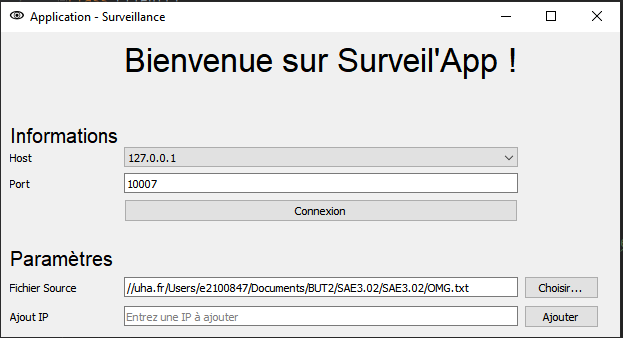 Application - Surveillance
Bienvenue sur Surveil'App !
Informations
Host 127.0.0.1
Port 10007
Connexion
Paramètres
Fichier Source //uha.fr/Users/e2100847/Documents/BUT2/SAE3.02/SAE3.02/OMG.txt Choisir...
Ajout IP Entrez une IP à ajouter Ajouter